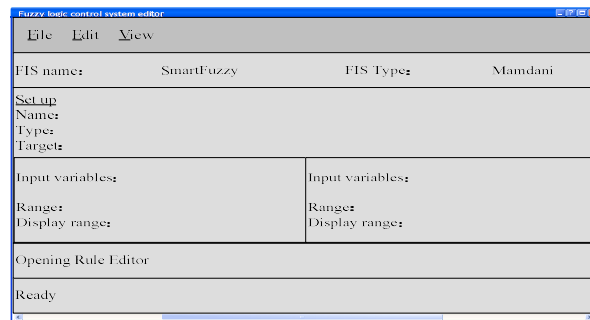 Fuzzy logic control system editor
File Edit View
FIS name: SmartFuzzy FIS Type: Mamdani
Set up
Name:
Type:
Target:
Input variables: Input variables:
Range: Range:
Display range: Display range:
Opening Rule Editor
Ready